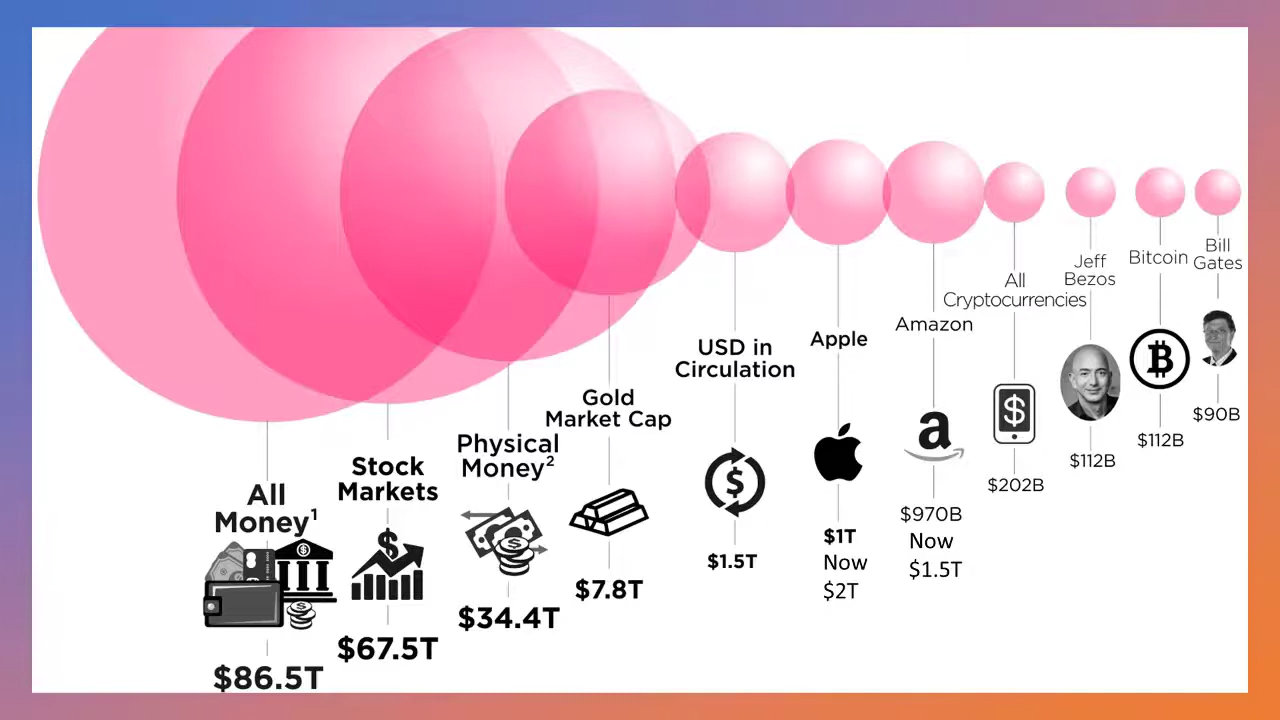 All
Money¹
$86.5T
Stock
Markets
$67.5T
Physical
Money²
$34.4T
Gold
Market Cap
$7.8T
USD in
Circulation
$1.5T
Apple
$1T
Now
$2T
Amazon
$970B
Now
$1.5T
All
Cryptocurrencies
$202B
Jeff
Bezos
$112B
Bitcoin
$112B
Bill
Gates
$90B